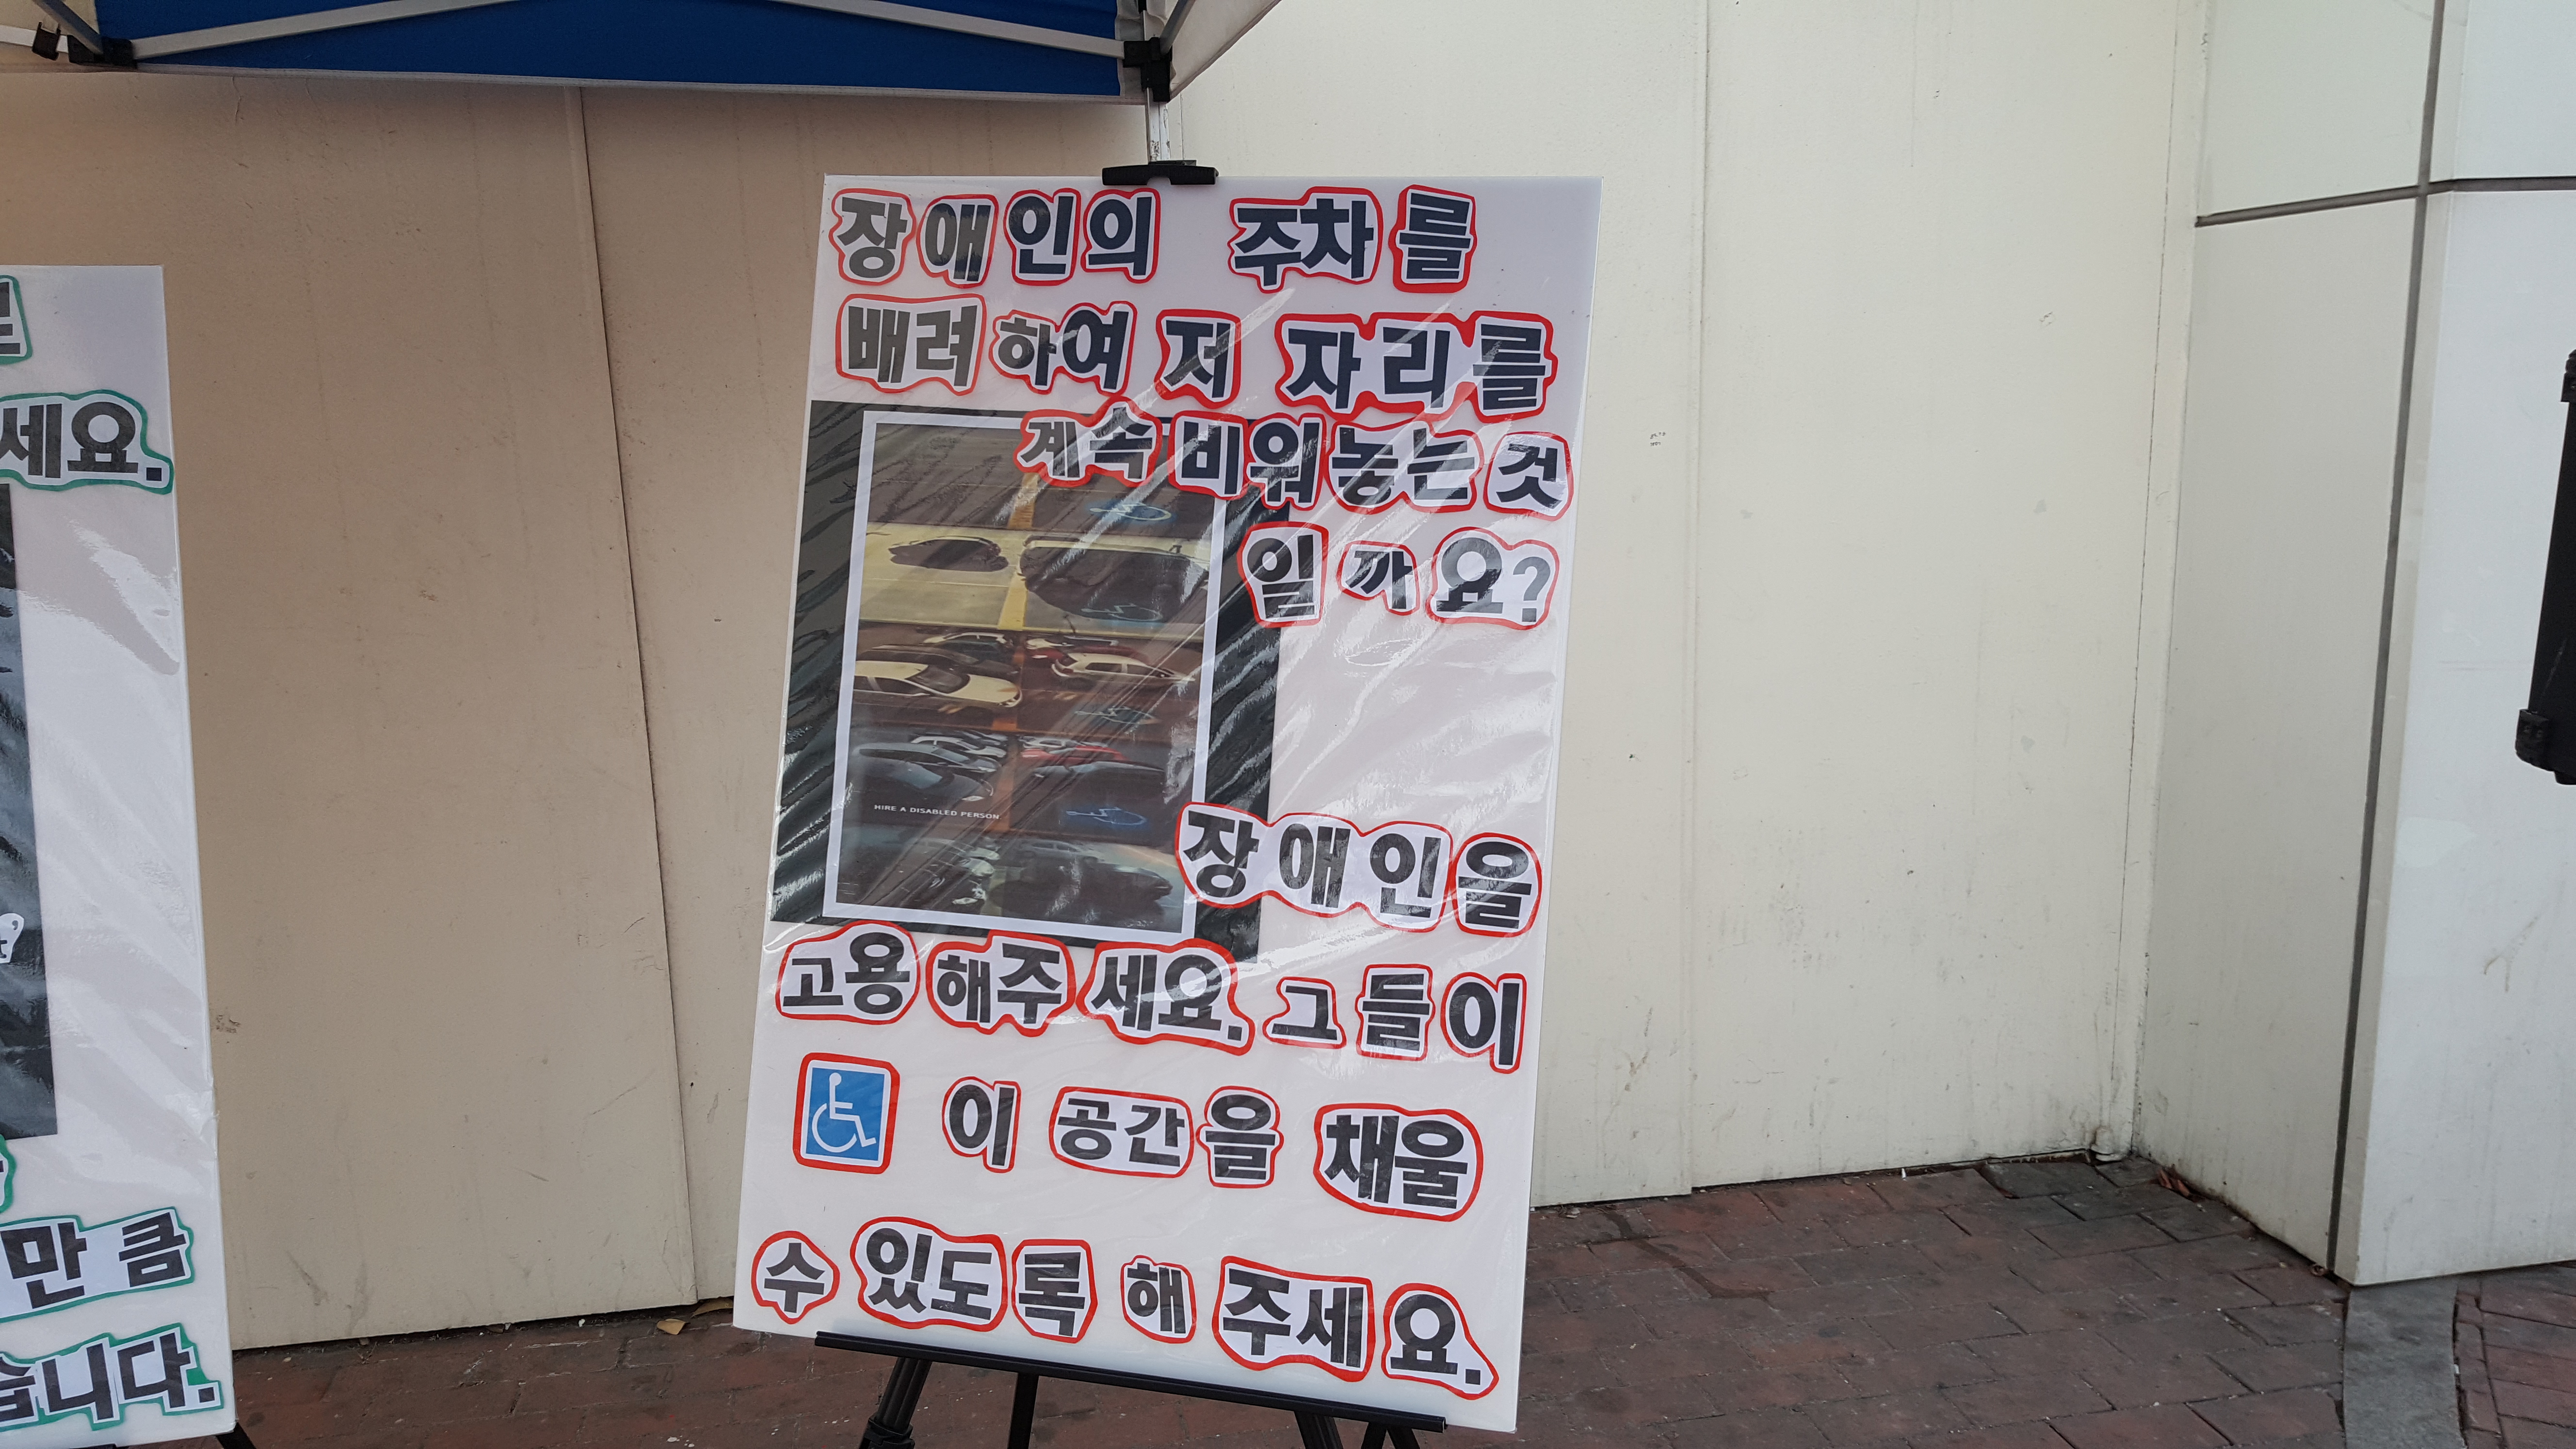 세요.
만큼
습니다.
장애인의 주차를
배려하여 저 자리를
계속 비워놓는것
일까요?
HIRE A DISABLED PERSON
장애인을
고용해주세요. 그들이
이 공간을 채울
수 있도록 해주세요.